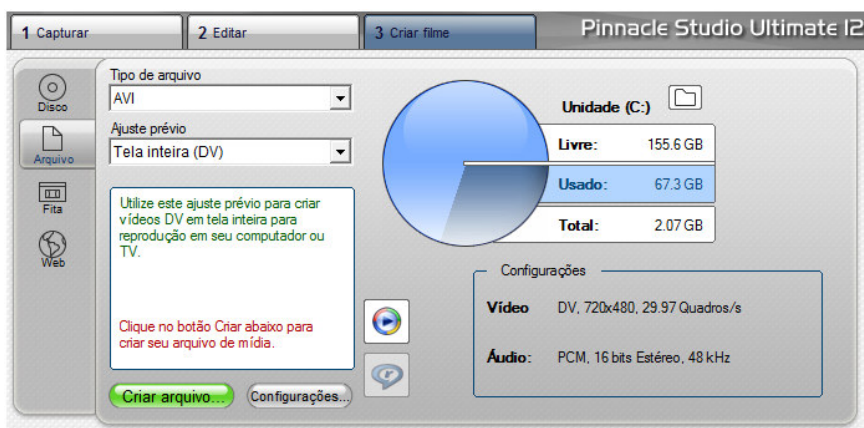 1 Capturar
2 Editar
3 Criar filme
Pinnacle Studio Ultimate 12
Disco
Arquivo
Fita
Web
Tipo de arquivo
AVI
Ajuste prévio
Tela inteira (DV)
Utilize este ajuste prévio para criar
vídeos DV em tela inteira para
reprodução em seu computador ou
TV.
Clique no botão Criar abaixo para
criar seu arquivo de mídia.
Criar arquivo...
Configurações...
Unidade (C:)
Livre: 155.6 GB
Usado: 67.3 GB
Total: 2.07 GB
Configurações
Vídeo DV, 720x480, 29.97 Quadros/s
Áudio: PCM, 16 bits Estéreo, 48 kHz